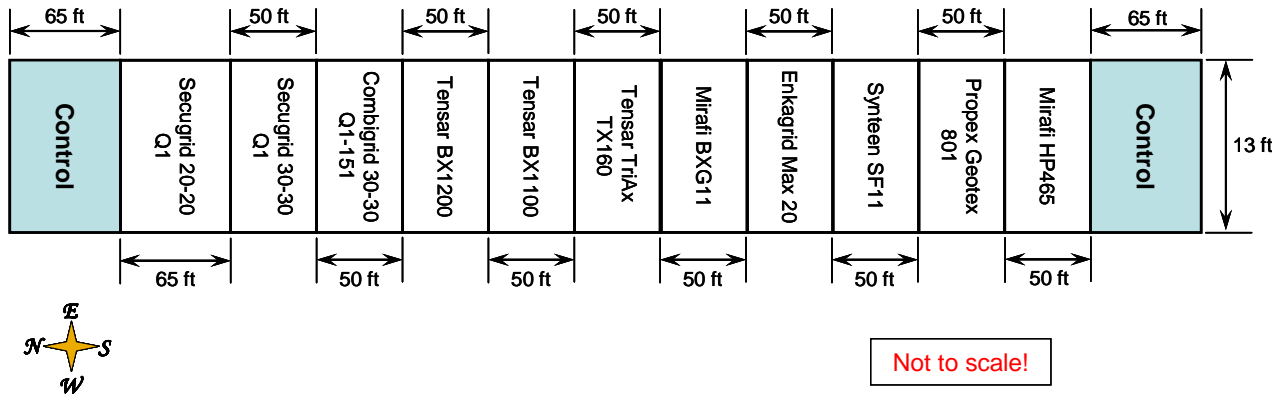 65 ft
50 ft
50 ft
50 ft
50 ft
50 ft
65 ft
Control
Secugrid 20-20
Q1
Secugrid 30-30
Q1
Combigrid 30-30
Q1-151
Tensar BX1200
Tensar BX1100
Tensar TriAx
TX160
Mirafi BXG11
Enkagrid Max 20
Synteen SF11
Propex Geotex
801
Mirafi HP465
Control
13 ft
65 ft
50 ft
50 ft
50 ft
50 ft
50 ft
E
N
S
W
Not to scale!